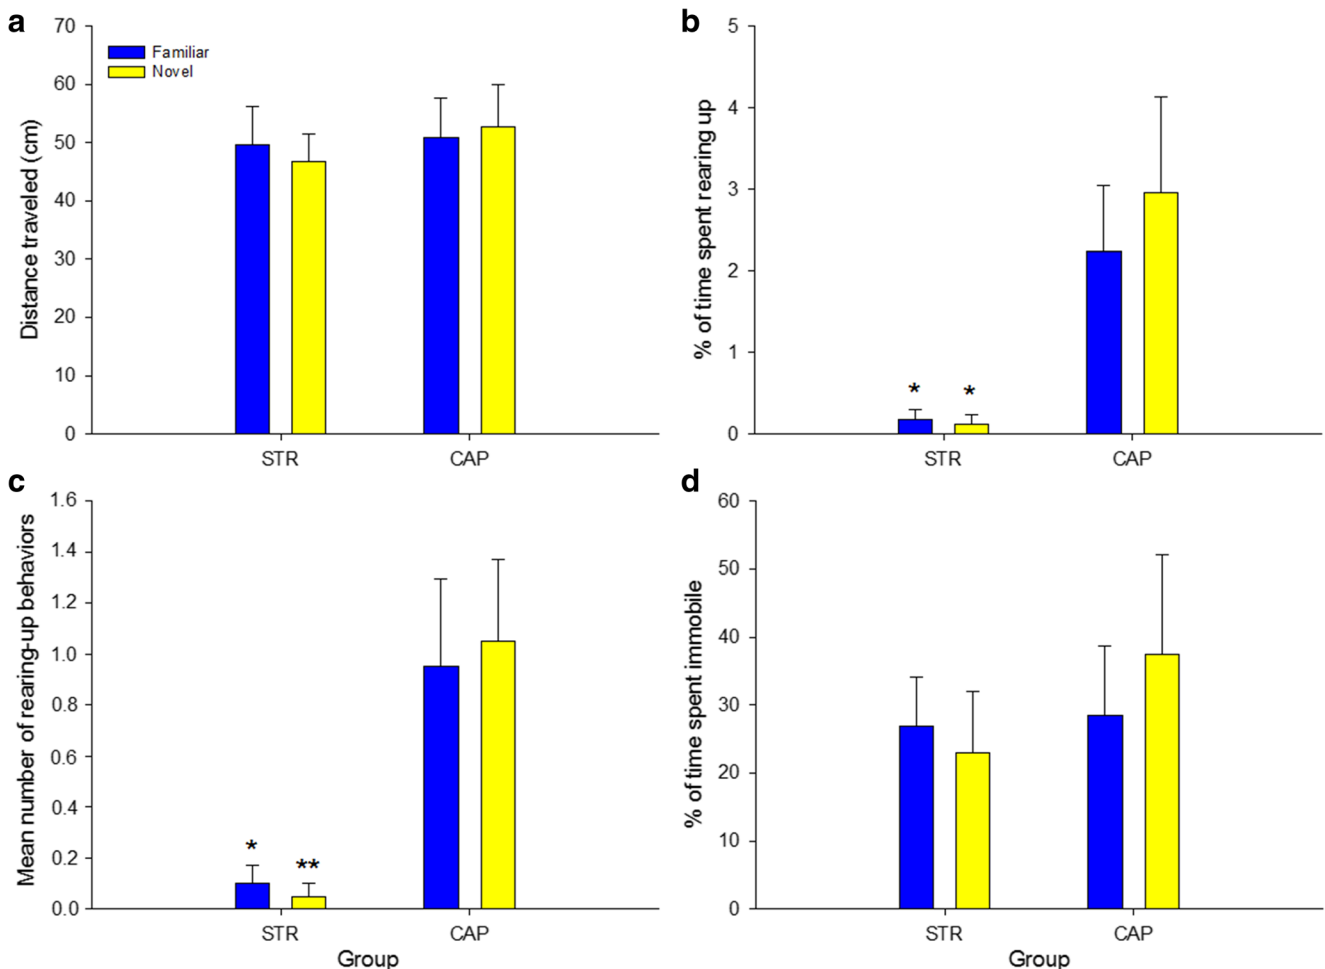 a
70
60
50
40
30
20
10
0
Distance traveled (cm)
Familiar
Novel
STR CAP
b
5
4
3
2
1
0
% of time spent rearing up
* *
STR CAP
c
1.6
1.4
1.2
1.0
0.8
0.6
0.4
0.2
0.0
Mean number of rearing-up behaviors
* **
STR CAP
Group
d
60
50
40
30
20
10
0
% of time spent immobile
STR CAP
Group